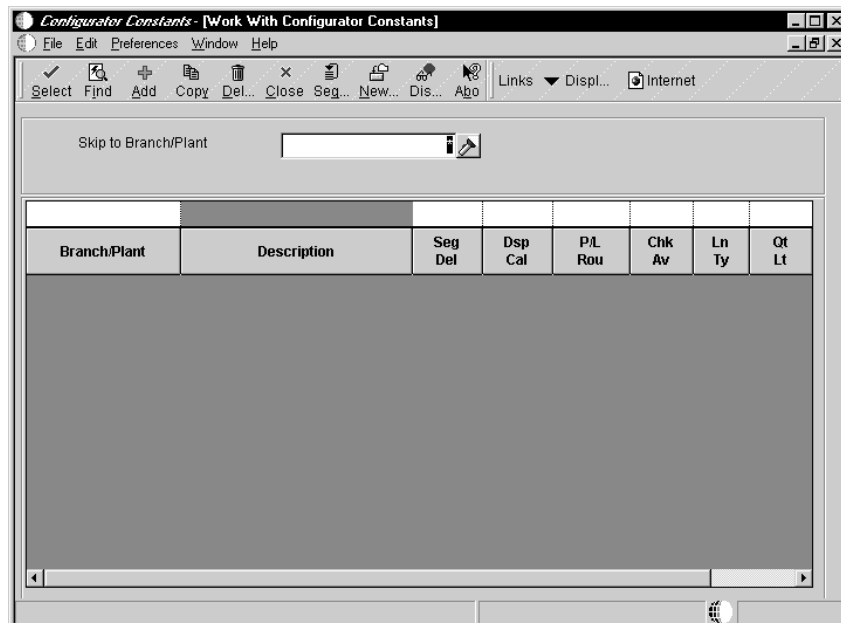 Configurator Constants - [Work With Configurator Constants]
File Edit Preferences Window Help
Select Find Add Copy Del... Close Seq... New... Dis... Abo Links Displ... Internet
Skip to Branch/Plant *
Branch/Plant Description Seg Del Dsp Cal P/L Rou Chk Av Ln Ty Qt Lt